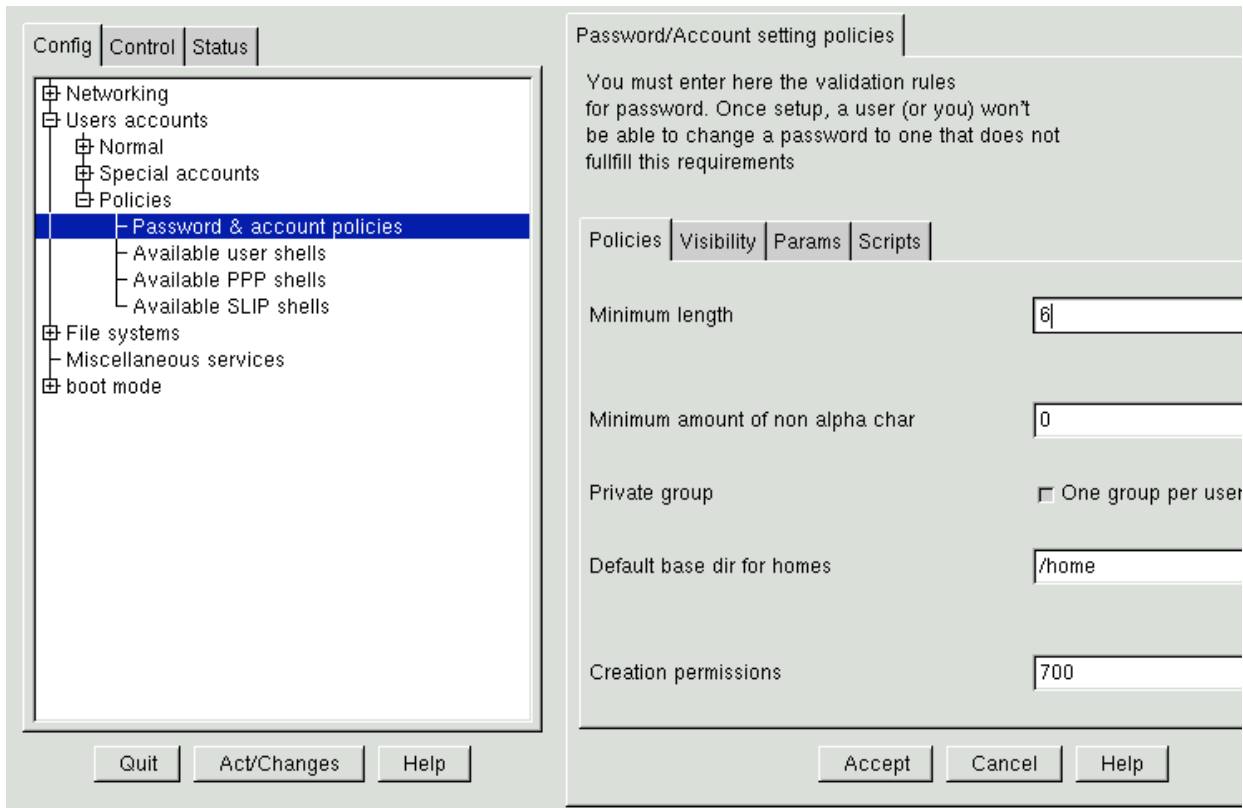 Config Control Status
Networking
Users accounts
Normal
Special accounts
Policies
Password & account policies
Available user shells
Available PPP shells
Available SLIP shells
File systems
Miscellaneous services
boot mode
Quit Act/Changes Help
Password/Account setting policies
You must enter here the validation rules
for password. Once setup, a user (or you) won't
be able to change a password to one that does not
fullfill this requirements
Policies Visibility Params Scripts
Minimum length 6
Minimum amount of non alpha char 0
Private group One group per user
Default base dir for homes /home
Creation permissions 700
Accept Cancel Help